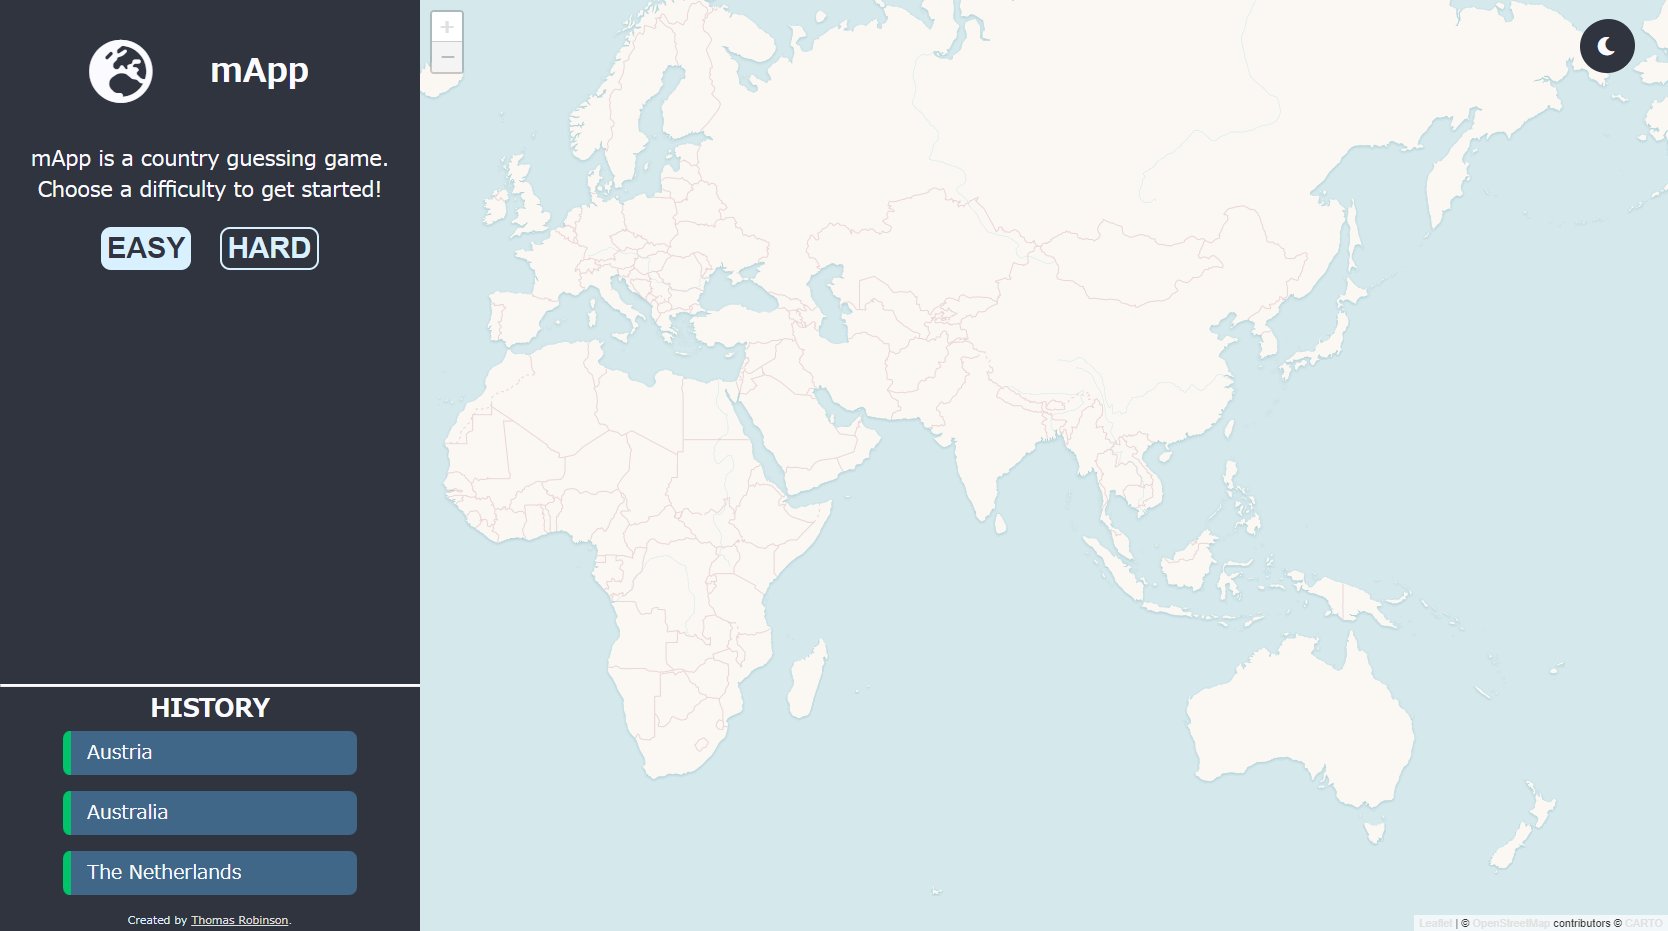 mApp
mApp is a country guessing game.
Choose a difficulty to get started!
EASY HARD
HISTORY
Austria
Australia
The Netherlands
Created by Thomas Robinson.
+
−
Leaflet | © OpenStreetMap contributors © CARTO